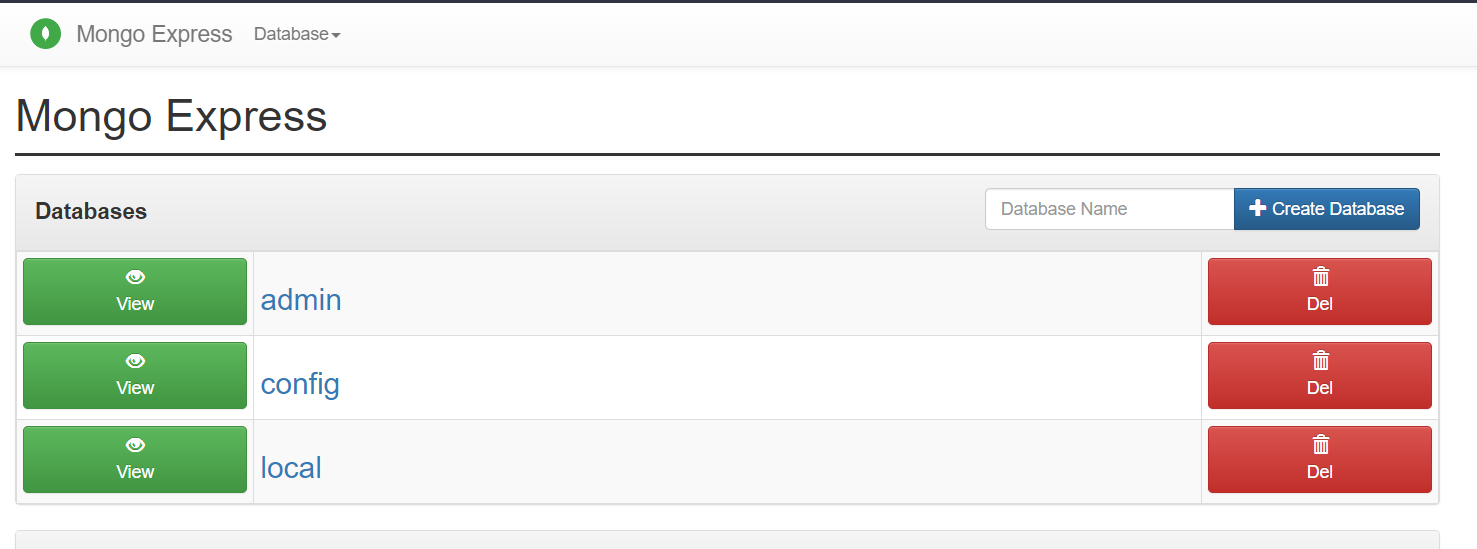 Mongo Express Database
Mongo Express
Databases Database Name Create Database
View admin Del
View config Del
View local Del